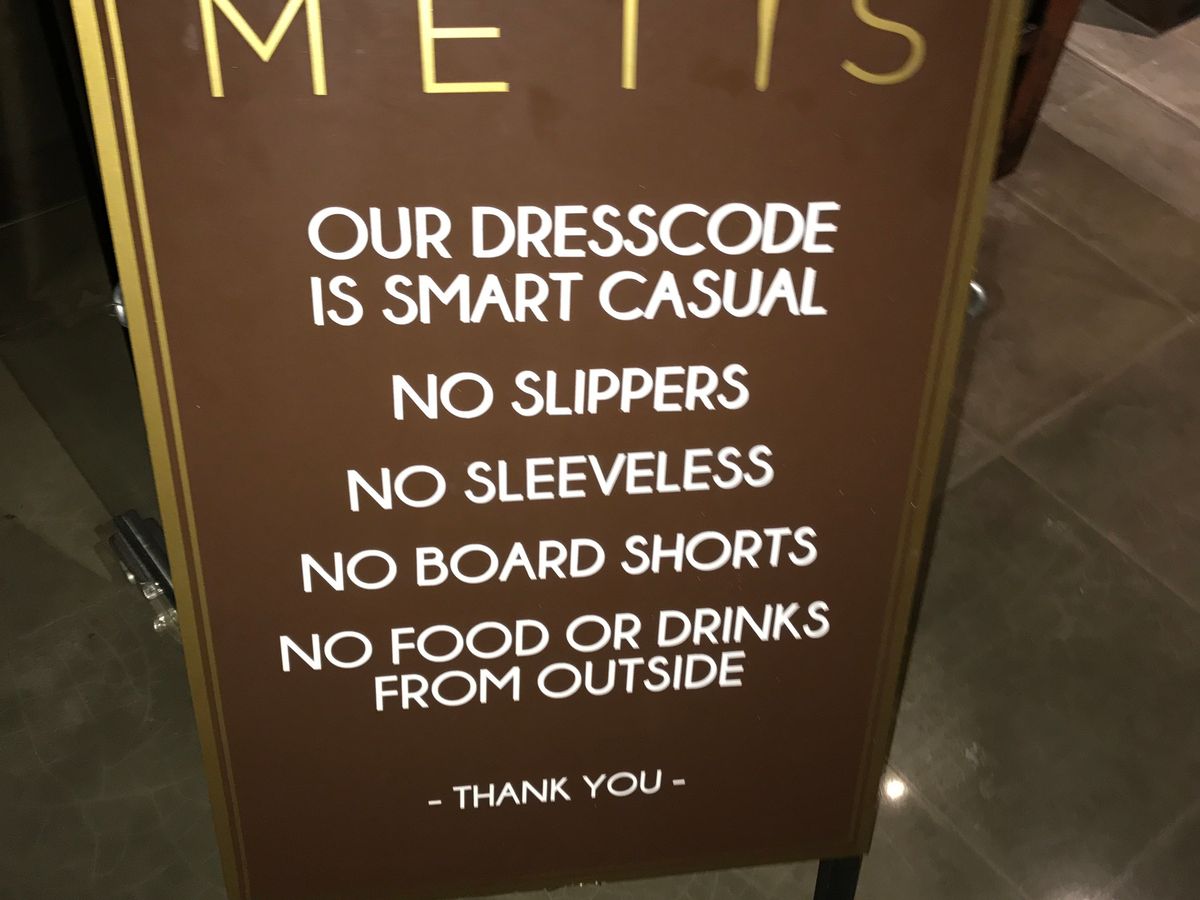 METIS
OUR DRESSCODE
IS SMART CASUAL
NO SLIPPERS
NO SLEEVELESS
NO BOARD SHORTS
NO FOOD OR DRINKS
FROM OUTSIDE
- THANK YOU -